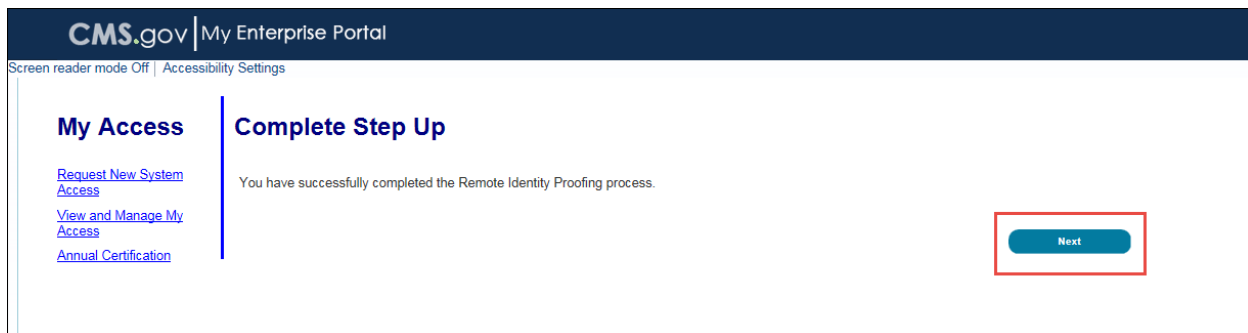 CMS.gov | My Enterprise Portal
Screen reader mode Off | Accessibility Settings
My Access
Request New System
Access
View and Manage My
Access
Annual Certification
Complete Step Up
You have successfully completed the Remote Identity Proofing process.
Next